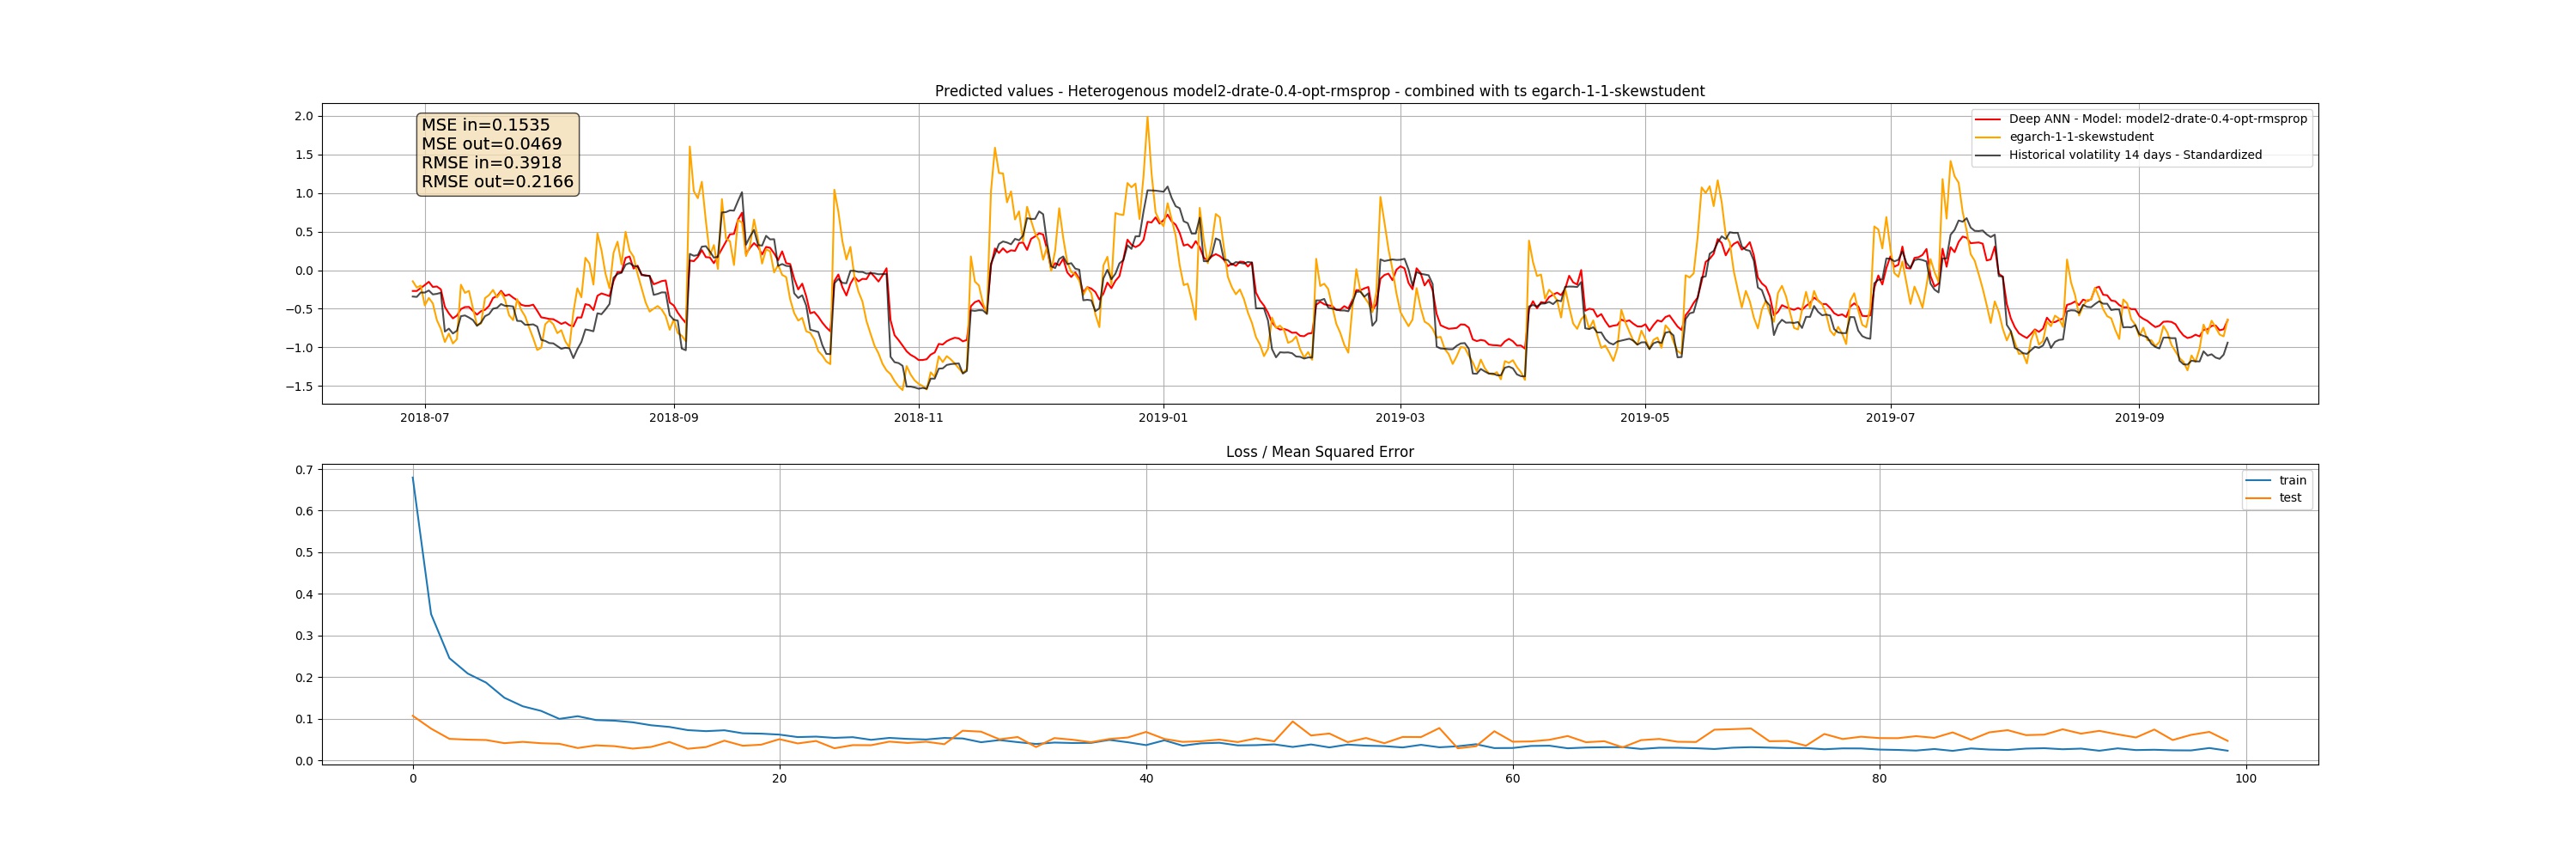 Predicted values - Heterogenous model2-drate-0.4-opt-rmsprop - combined with ts egarch-1-1-skewstudent
2.0
1.5
1.0
0.5
0.0
−0.5
−1.0
−1.5
MSE in=0.1535
MSE out=0.0469
RMSE in=0.3918
RMSE out=0.2166
Deep ANN - Model: model2-drate-0.4-opt-rmsprop
egarch-1-1-skewstudent
Historical volatility 14 days - Standardized
2018-07 2018-09 2018-11 2019-01 2019-03 2019-05 2019-07 2019-09
Loss / Mean Squared Error
0.7
0.6
0.5
0.4
0.3
0.2
0.1
0.0
train
test
0 20 40 60 80 100